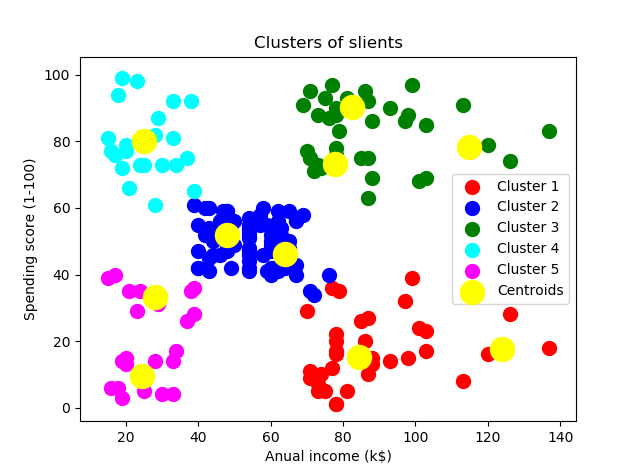 Clusters of slients
Spending score (1-100)
100
80
60
40
20
0
20 40 60 80 100 120 140
Anual income (k$)
Cluster 1
Cluster 2
Cluster 3
Cluster 4
Cluster 5
Centroids